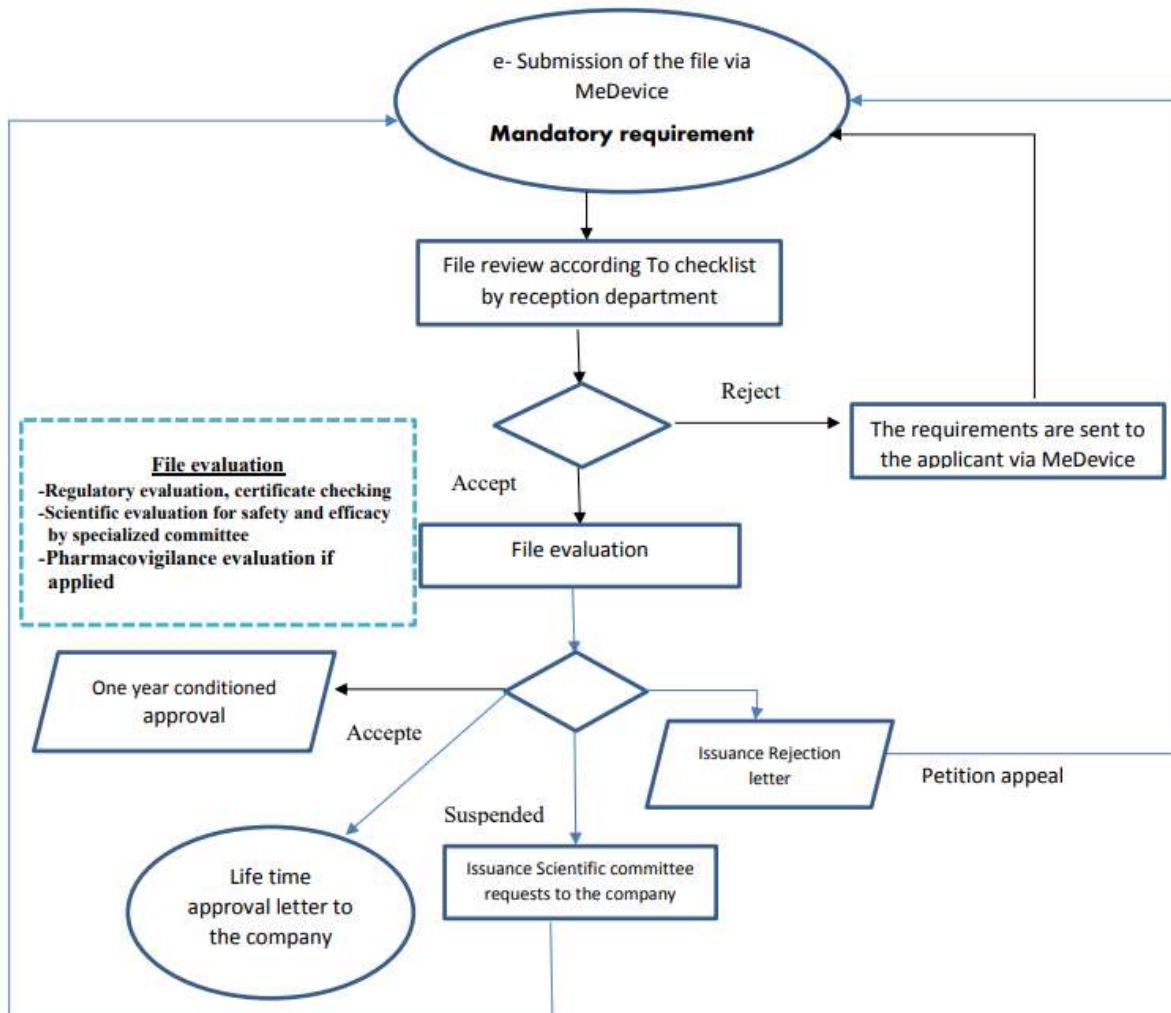 e- Submission of the file via
MeDevice
Mandatory requirement
File review according To checklist
by reception department
Reject
The requirements are sent to
the applicant via MeDevice
Accept
File evaluation
-Regulatory evaluation, certificate checking
-Scientific evaluation for safety and efficacy
by specialized committee
-Pharmacovigilance evaluation if
applied
File evaluation
One year conditioned
approval
Accepte
Issuance Rejection
letter
Petition appeal
Suspended
Life time
approval letter to
the company
Issuance Scientific committee
requests to the company